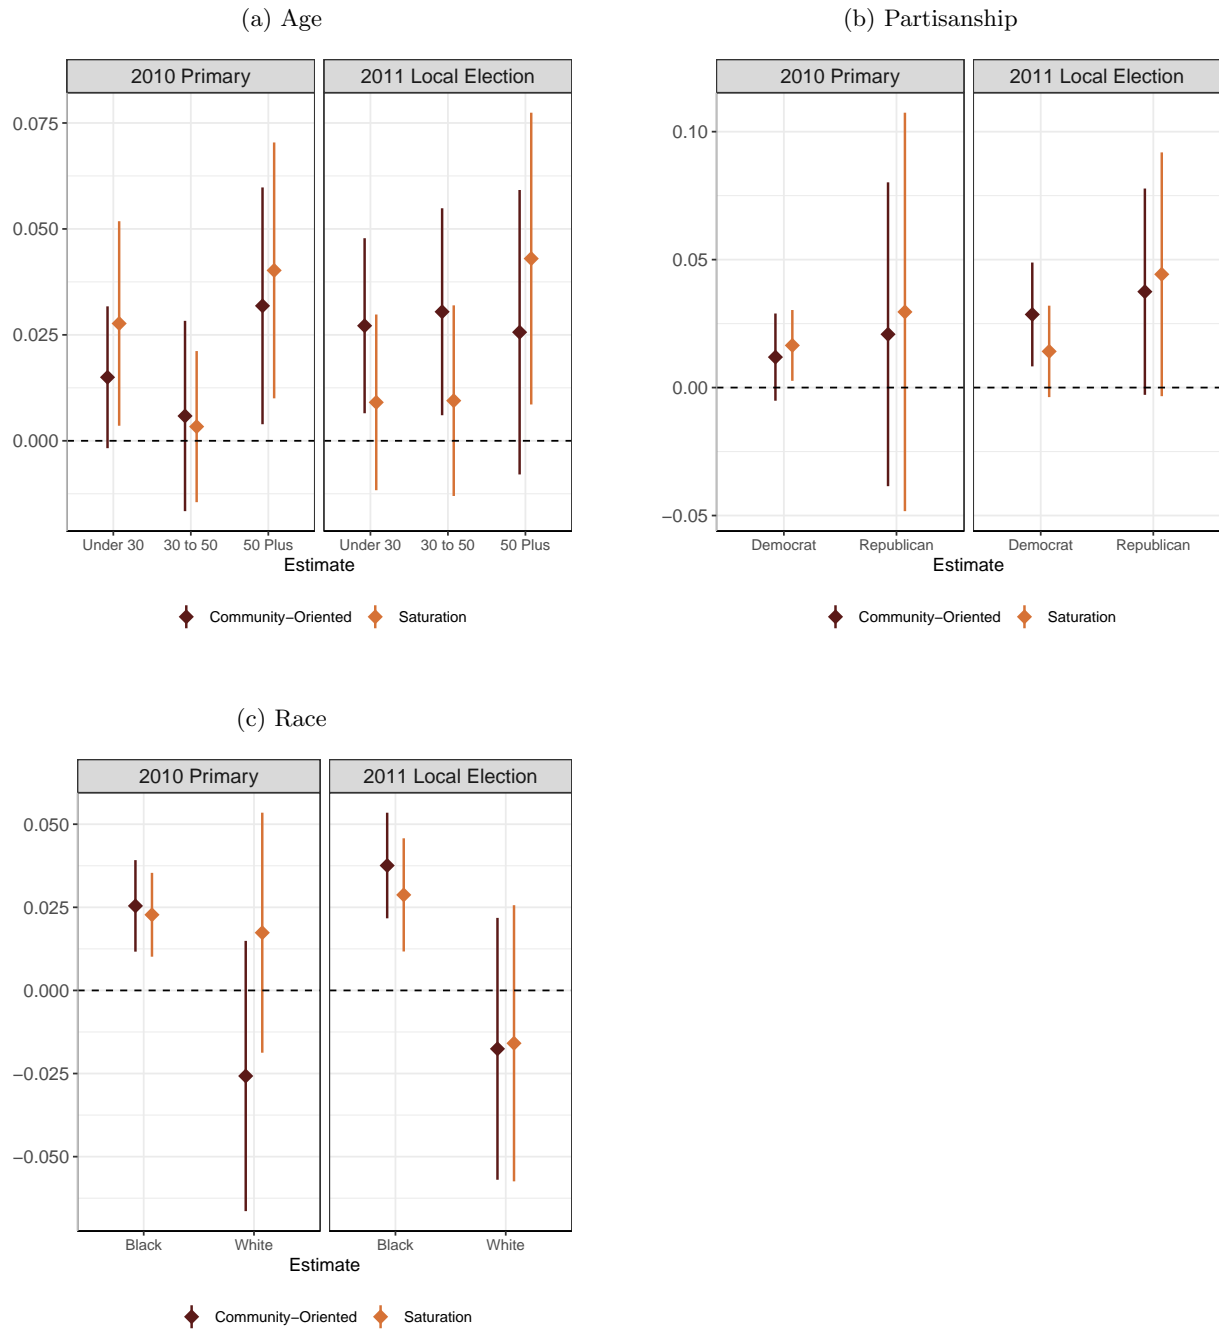 (a) Age
2010 Primary 2011 Local Election
0.075
0.050
0.025
0.000
Under 30 30 to 50 50 Plus Under 30 30 to 50 50 Plus
Estimate
Community−Oriented Saturation
(b) Partisanship
2010 Primary 2011 Local Election
0.10
0.05
0.00
−0.05
Democrat Republican Democrat Republican
Estimate
Community−Oriented Saturation
(c) Race
2010 Primary 2011 Local Election
0.050
0.025
0.000
−0.025
−0.050
Black White Black White
Estimate
Community−Oriented Saturation